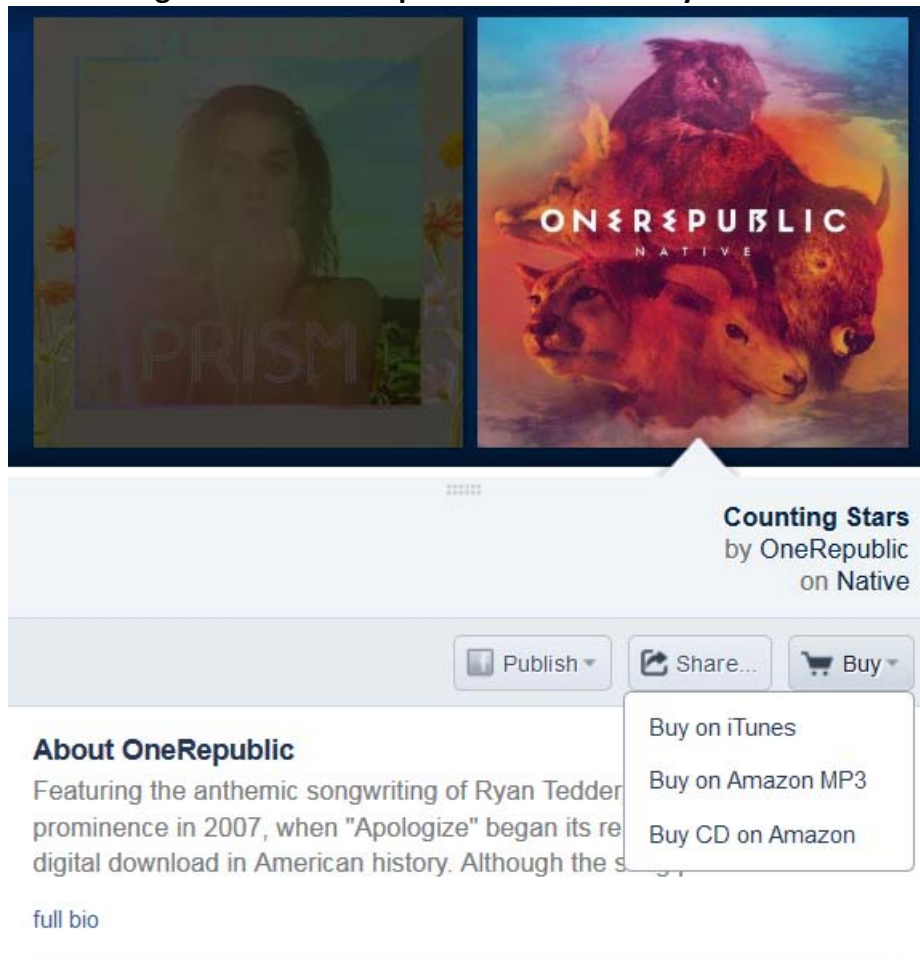 PRISM
ONEREPUBLIC
NATIVE
Counting Stars
by OneRepublic
on Native
Publish
Share...
Buy
Buy on iTunes
Buy on Amazon MP3
Buy CD on Amazon
About OneRepublic
Featuring the anthemic songwriting of Ryan Tedder,
prominence in 2007, when "Apologize" began its re
digital download in American history. Although the
full bio